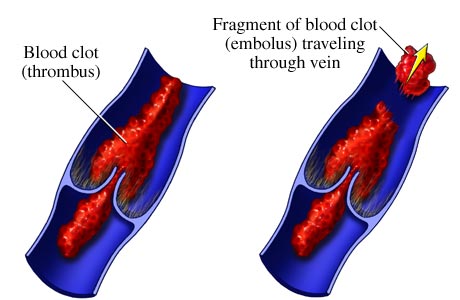 Blood clot
(thrombus)
Fragment of blood clot
(embolus) traveling
through vein